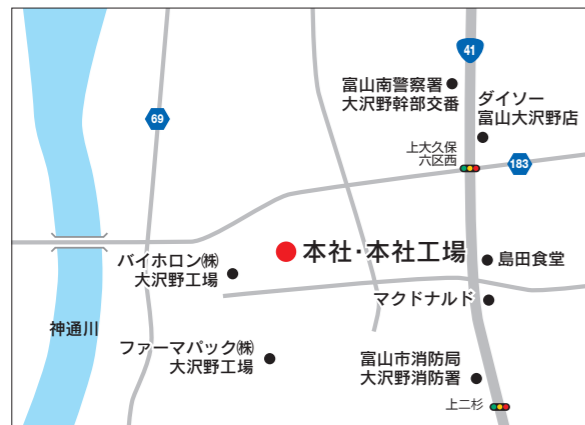 41
富山南警察署
大沢野幹部交番
ダイソー
富山大沢野店
69
上大久保
六区西
183
本社・本社工場
バイホロン㈱
大沢野工場
島田食堂
マクドナルド
神通川
ファーマパック㈱
大沢野工場
富山市消防局
大沢野消防署
上二杉